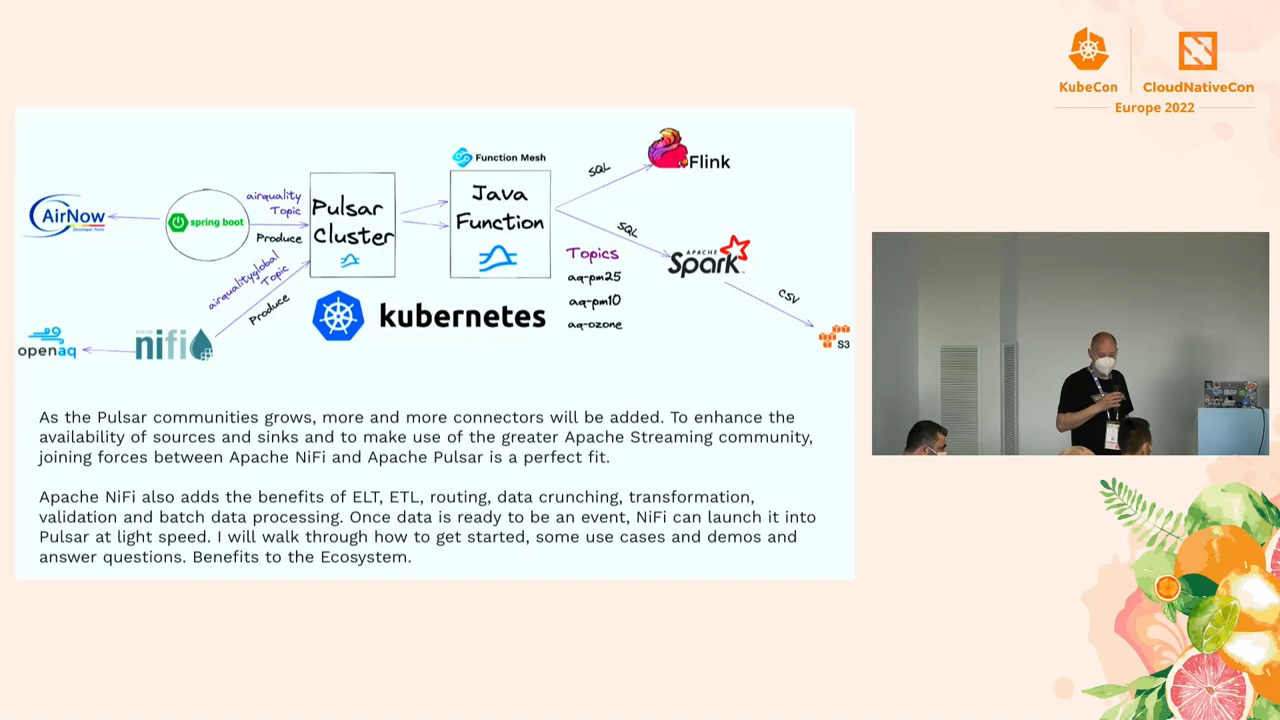 KubeCon
CloudNativeCon
Europe 2022
Function Mesh
Flink
SQL
AirNow
Developer Tools
spring boot
airquality
Topic
Produce
Pulsar
Cluster
Java
Function
SQL
Topics
aq-pm25
aq-pm10
aq-ozone
APACHE
Spark
airqualityglobal
Topic
Produce
kubernetes
CSV
S3
openaq
APACHE
nifi
As the Pulsar communities grows, more and more connectors will be added. To enhance the
availability of sources and sinks and to make use of the greater Apache Streaming community,
joining forces between Apache NiFi and Apache Pulsar is a perfect fit.
Apache NiFi also adds the benefits of ELT, ETL, routing, data crunching, transformation,
validation and batch data processing. Once data is ready to be an event, NiFi can launch it into
Pulsar at light speed. I will walk through how to get started, some use cases and demos and
answer questions. Benefits to the Ecosystem.